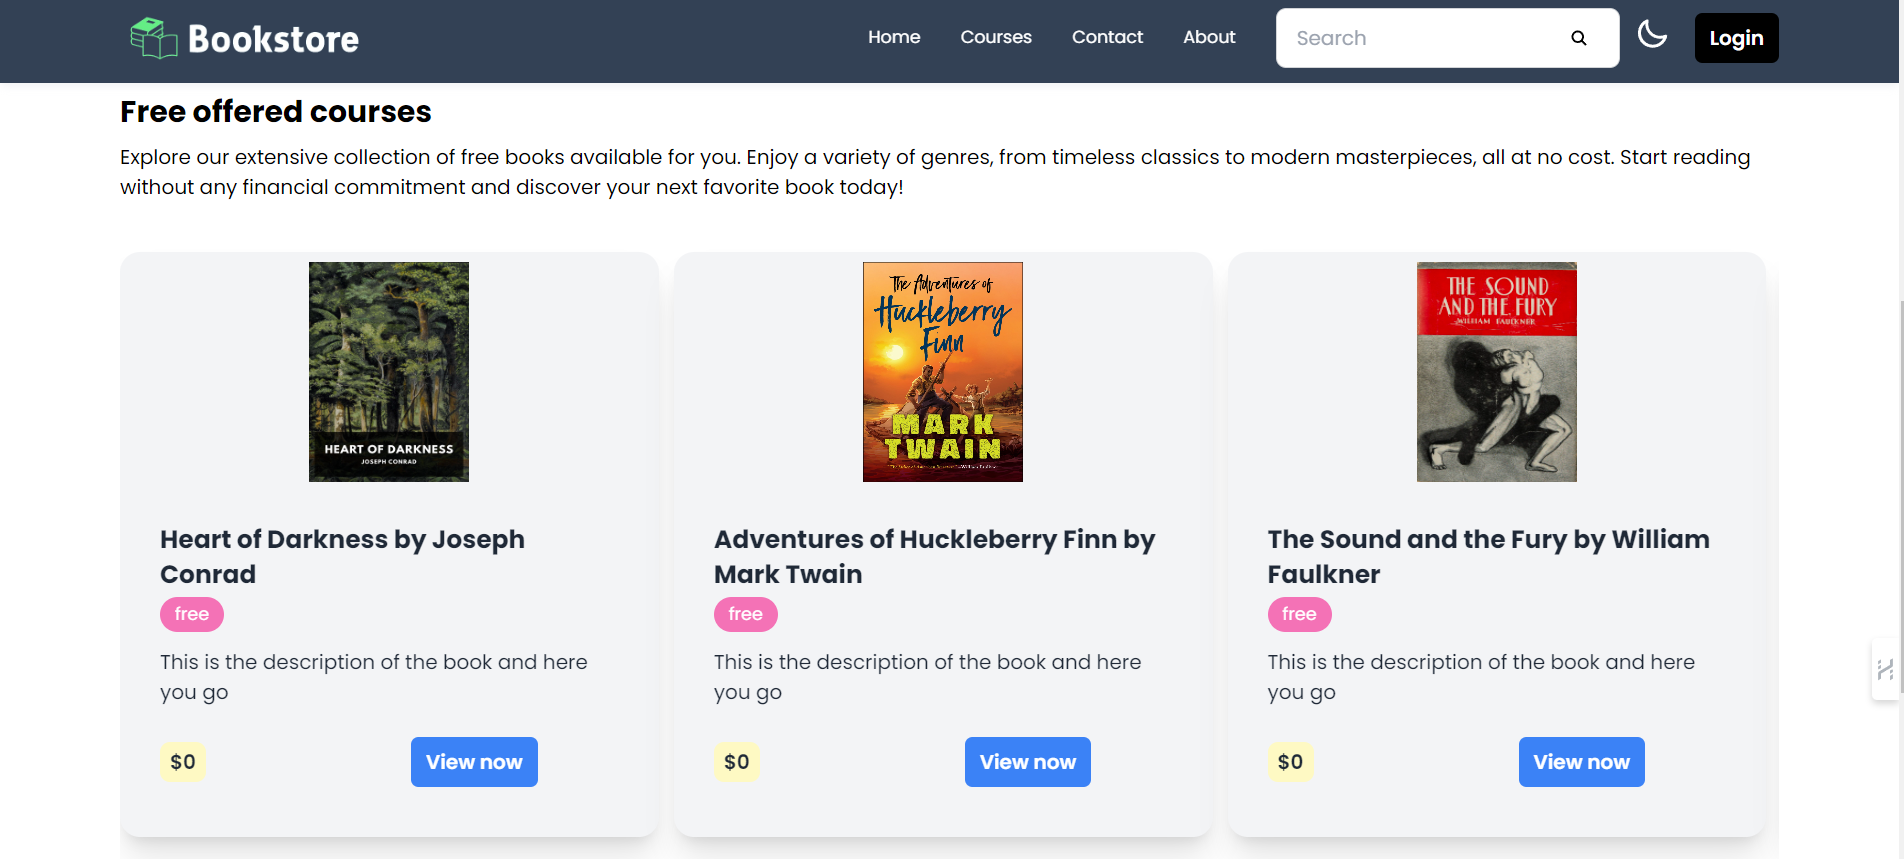 Bookstore
Home Courses Contact About Search Login
Free offered courses
Explore our extensive collection of free books available for you. Enjoy a variety of genres, from timeless classics to modern masterpieces, all at no cost. Start reading
without any financial commitment and discover your next favorite book today!
HEART OF DARKNESS
JOSEPH CONRAD
The Adventures of
Huckleberry
Finn
MARK
TWAIN
THE SOUND
AND THE FURY
WILLIAM FAULKNER
Heart of Darkness by Joseph
Conrad
free
This is the description of the book and here
you go
$0 View now
Adventures of Huckleberry Finn by
Mark Twain
free
This is the description of the book and here
you go
$0 View now
The Sound and the Fury by William
Faulkner
free
This is the description of the book and here
you go
$0 View now